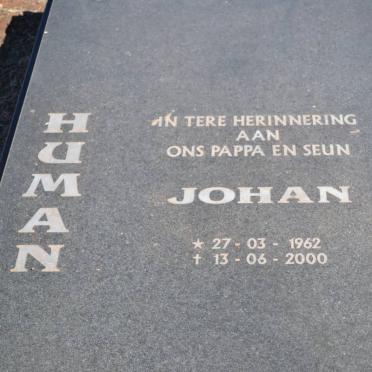 HUMAN
IN TERE HERINNERING
AAN
ONS PAPPA EN SEUN
JOHAN
★ 27 - 03 - 1962
✝ 13 - 06 - 2000